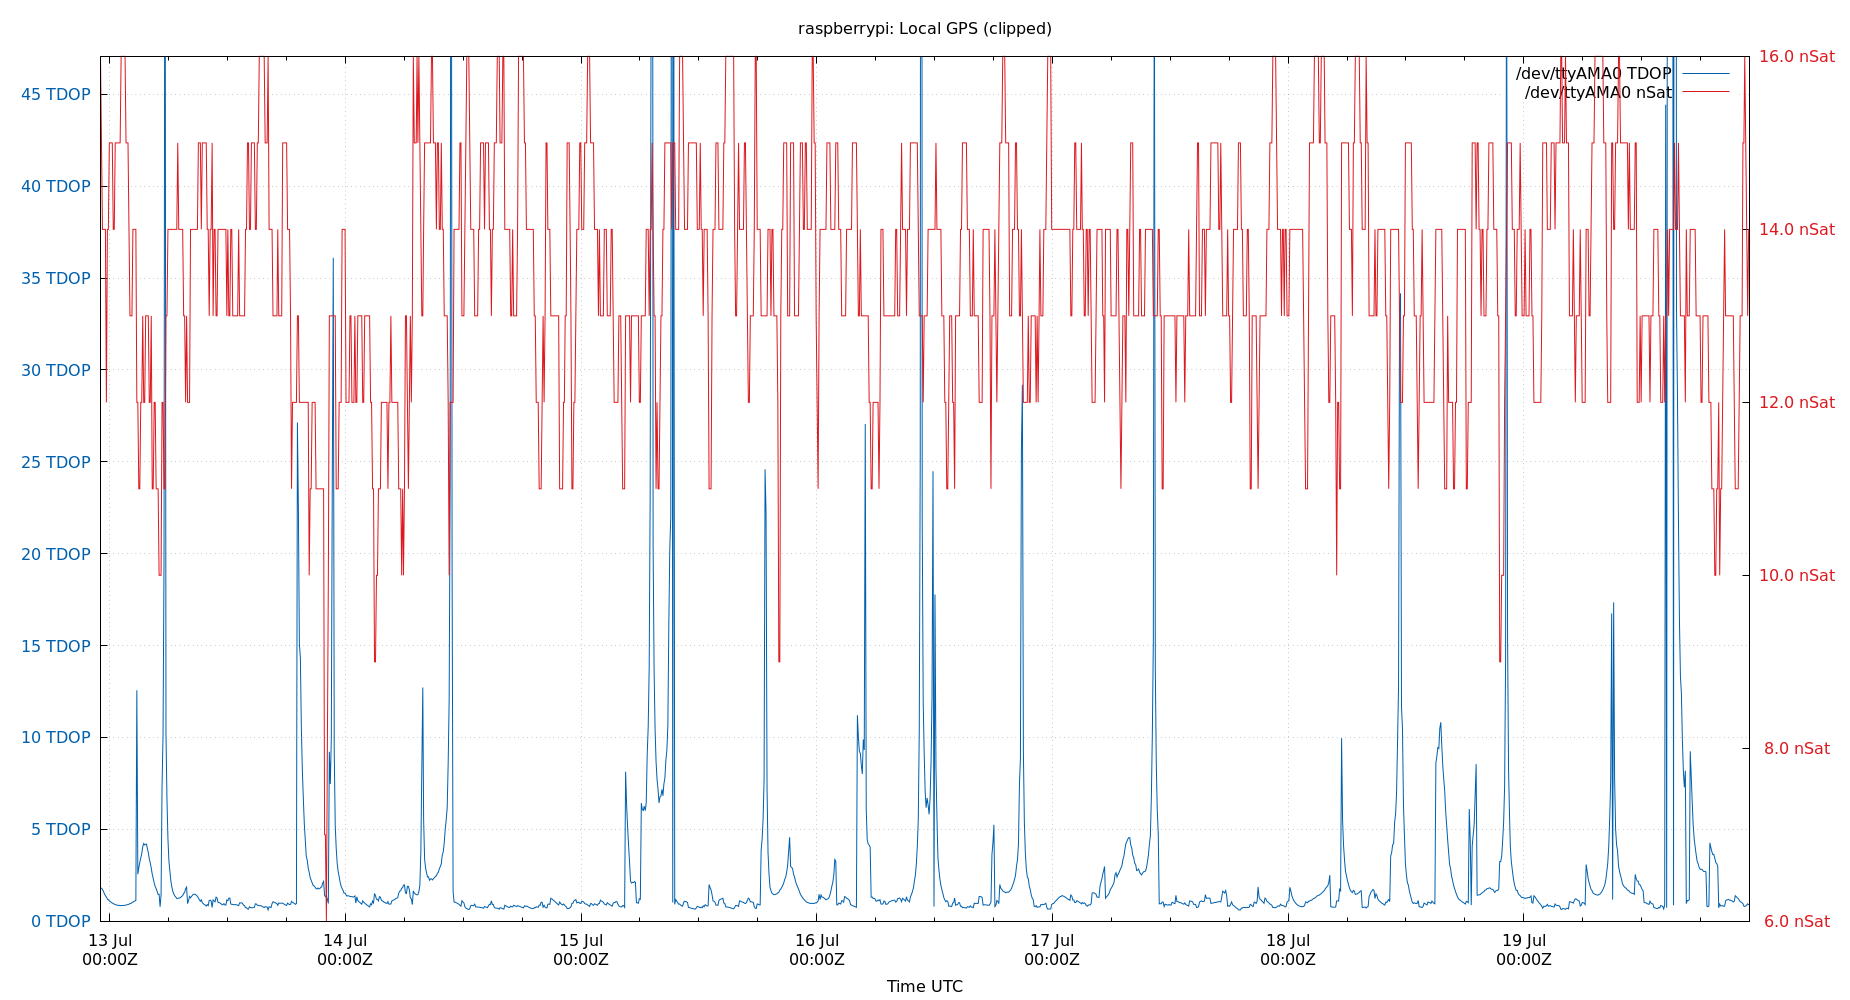 raspberrypi: Local GPS (clipped)
/dev/ttyAMA0 TDOP
/dev/ttyAMA0 nSat
45 TDOP
40 TDOP
35 TDOP
30 TDOP
25 TDOP
20 TDOP
15 TDOP
10 TDOP
5 TDOP
0 TDOP
16.0 nSat
14.0 nSat
12.0 nSat
10.0 nSat
8.0 nSat
6.0 nSat
13 Jul
00:00Z
14 Jul
00:00Z
15 Jul
00:00Z
16 Jul
00:00Z
17 Jul
00:00Z
18 Jul
00:00Z
19 Jul
00:00Z
Time UTC